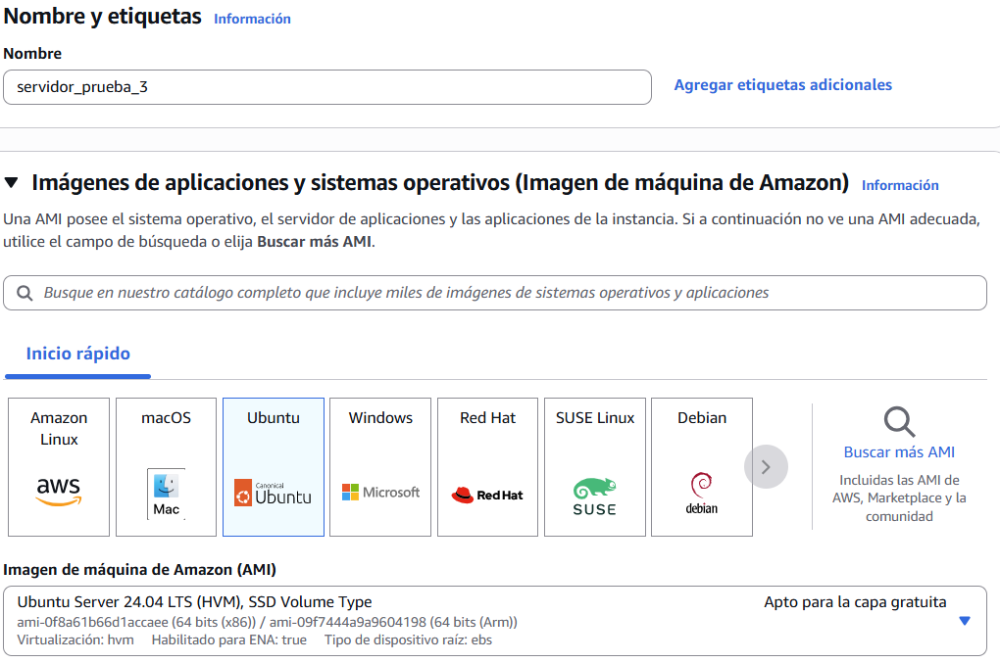 Nombre y etiquetas Información
Nombre
servidor_prueba_3
Agregar etiquetas adicionales
Imágenes de aplicaciones y sistemas operativos (Imagen de máquina de Amazon) Información
Una AMI posee el sistema operativo, el servidor de aplicaciones y las aplicaciones de la instancia. Si a continuación no ve una AMI adecuada,
utilice el campo de búsqueda o elija Buscar más AMI.
Busque en nuestro catálogo completo que incluye miles de imágenes de sistemas operativos y aplicaciones
Inicio rápido
Amazon
Linux
aws
macOS
Mac
Ubuntu
Canonical
Ubuntu
Windows
Microsoft
Red Hat
Red Hat
SUSE Linux
SUSE
Debian
debian
Buscar más AMI
Incluidas las AMI de
AWS, Marketplace y la
comunidad
Imagen de máquina de Amazon (AMI)
Ubuntu Server 24.04 LTS (HVM), SSD Volume Type
Apto para la capa gratuita
ami-0f8a61b66d1accaee (64 bits (x86)) / ami-09f7444a9a9604198 (64 bits (Arm))
Virtualización: hvm Habilitado para ENA: true Tipo de dispositivo raíz: ebs